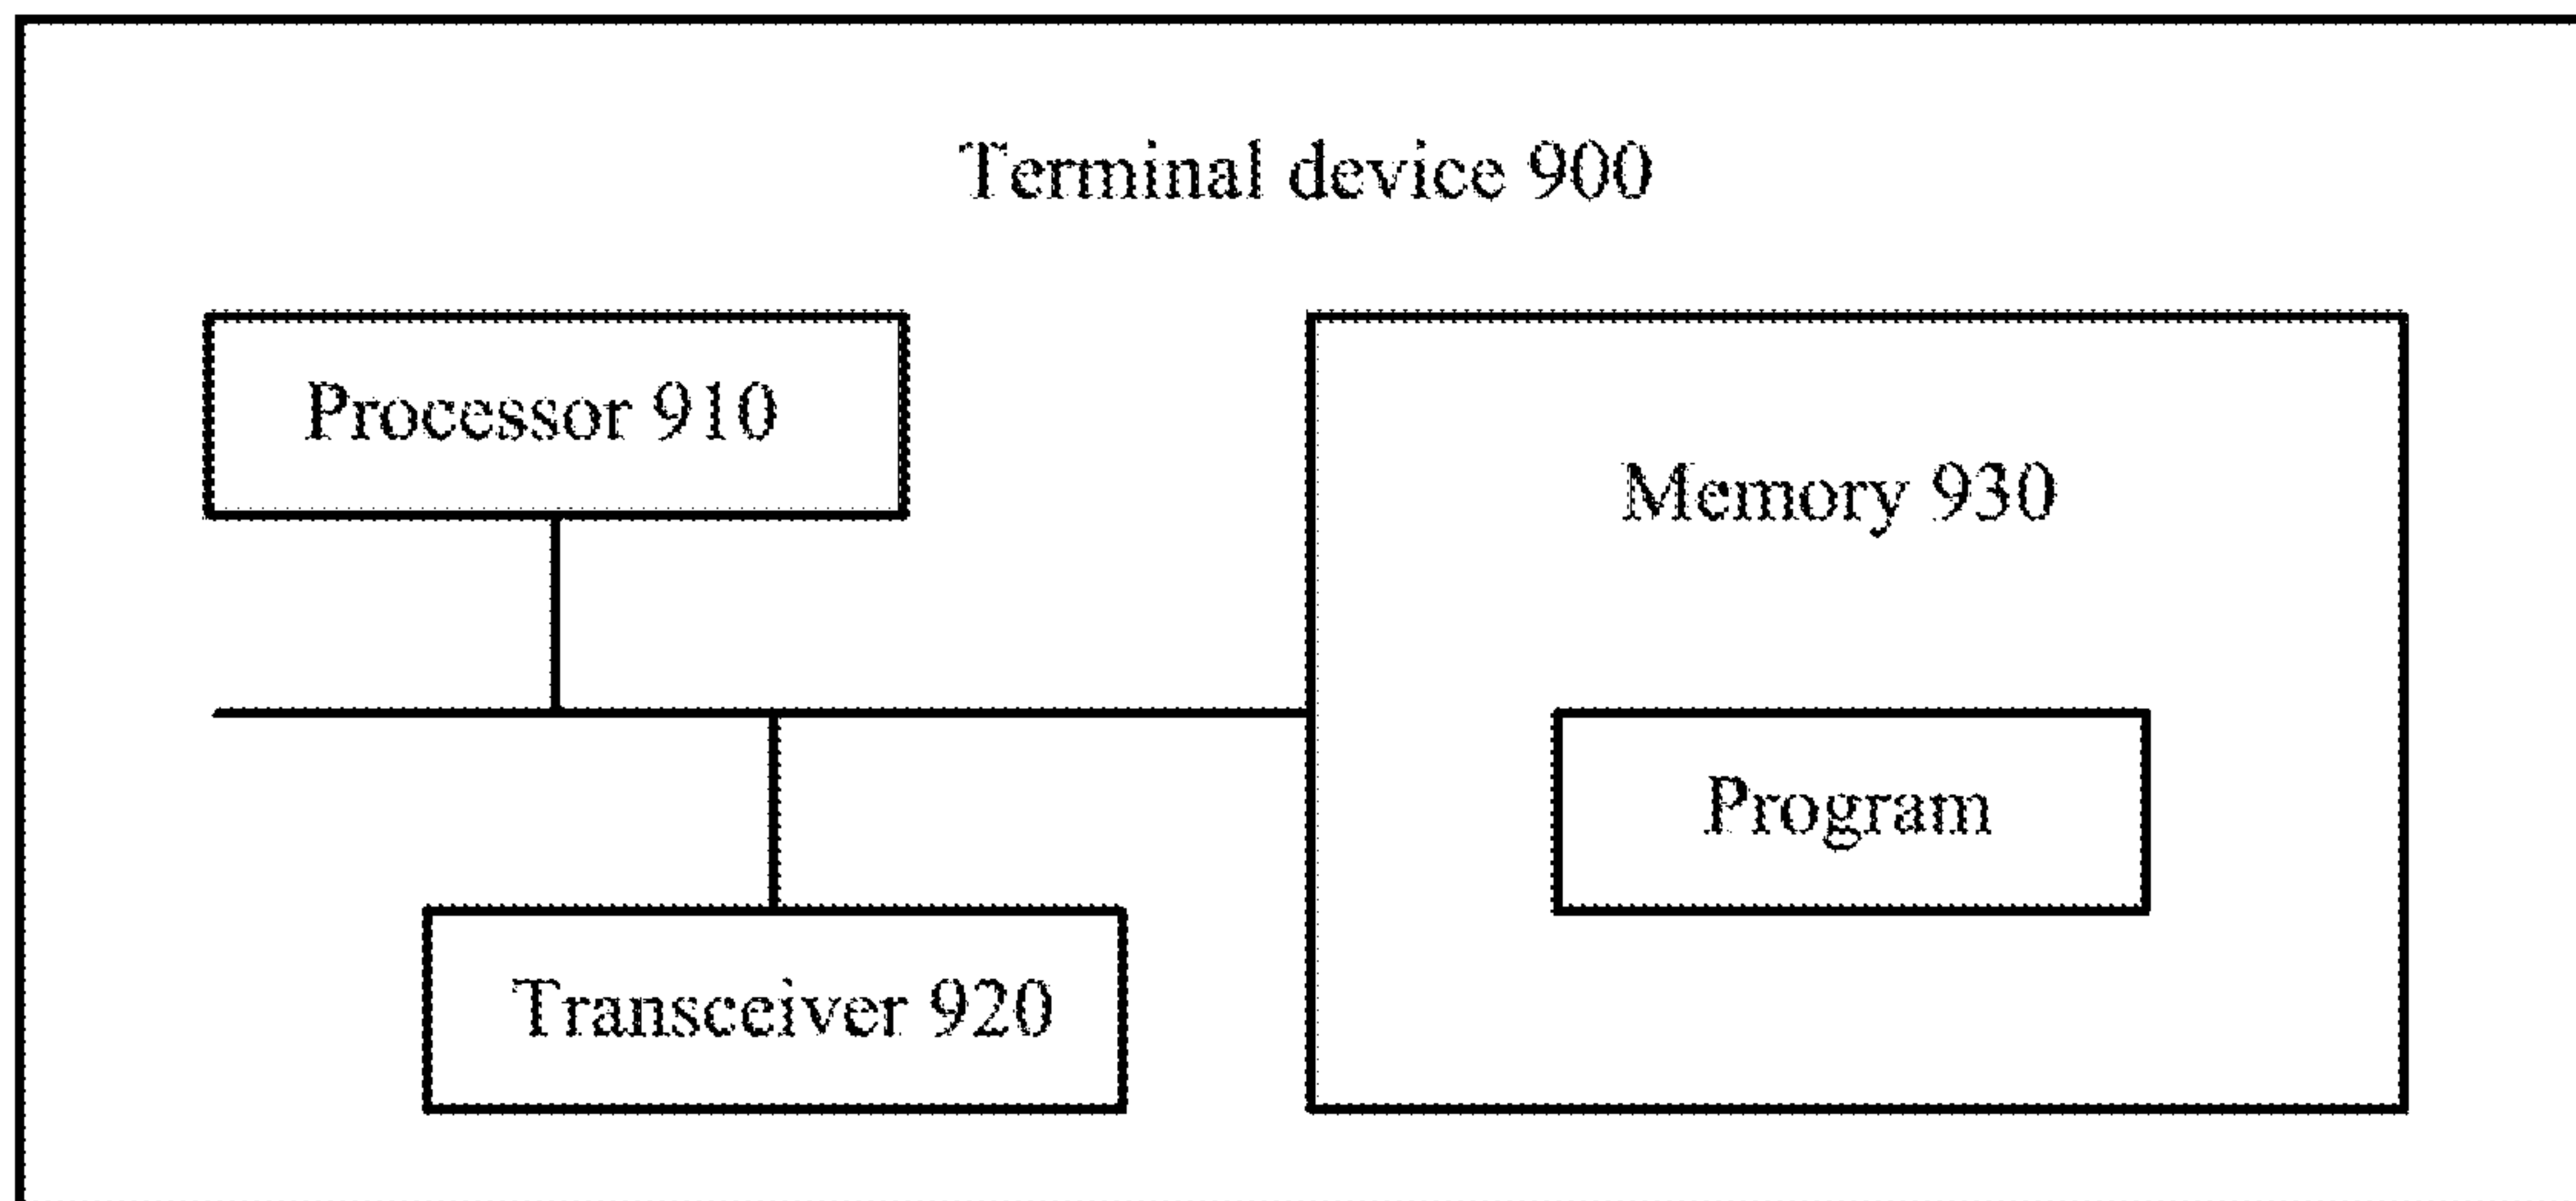 Terminal device 900
Processor 910
Memory 930
Program
Transceiver 920